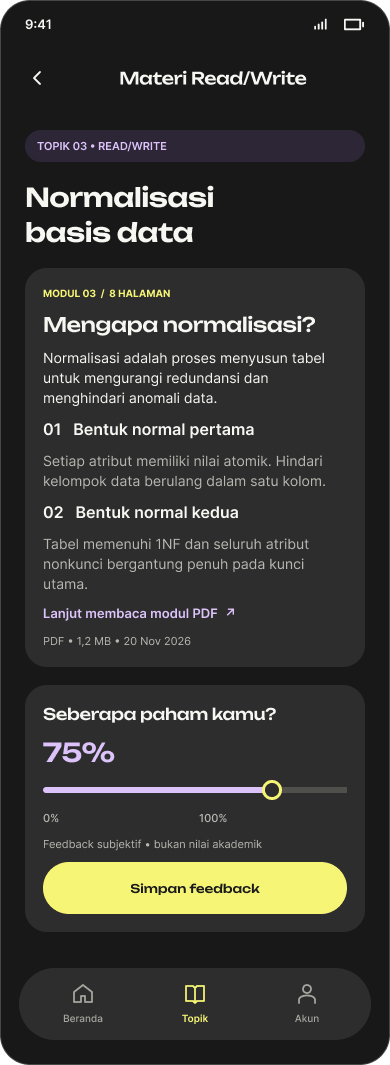 9:41
Materi Read/Write
TOPIK 03 • READ/WRITE
Normalisasi
basis data
MODUL 03 / 8 HALAMAN
Mengapa normalisasi?
Normalisasi adalah proses menyusun tabel
untuk mengurangi redundansi dan
menghindari anomali data.
01 Bentuk normal pertama
Setiap atribut memiliki nilai atomik. Hindari
kelompok data berulang dalam satu kolom.
02 Bentuk normal kedua
Tabel memenuhi 1NF dan seluruh atribut
nonkunci bergantung penuh pada kunci
utama.
Lanjut membaca modul PDF ↗
PDF • 1,2 MB • 20 Nov 2026
Seberapa paham kamu?
75%
0% 100%
Feedback subjektif • bukan nilai akademik
Simpan feedback
Beranda Topik Akun